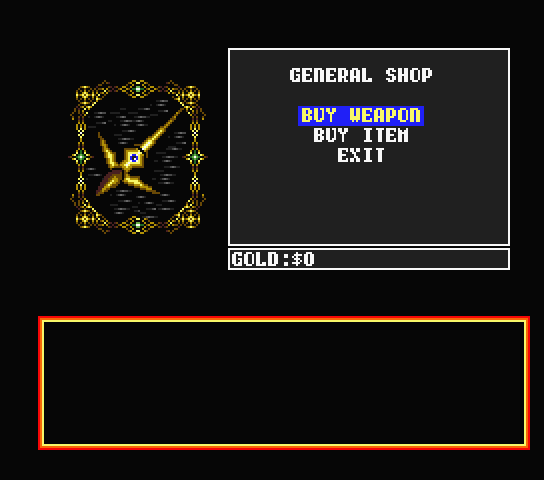 GENERAL SHOP
BUY WEAPON
BUY ITEM
EXIT
GOLD:$0